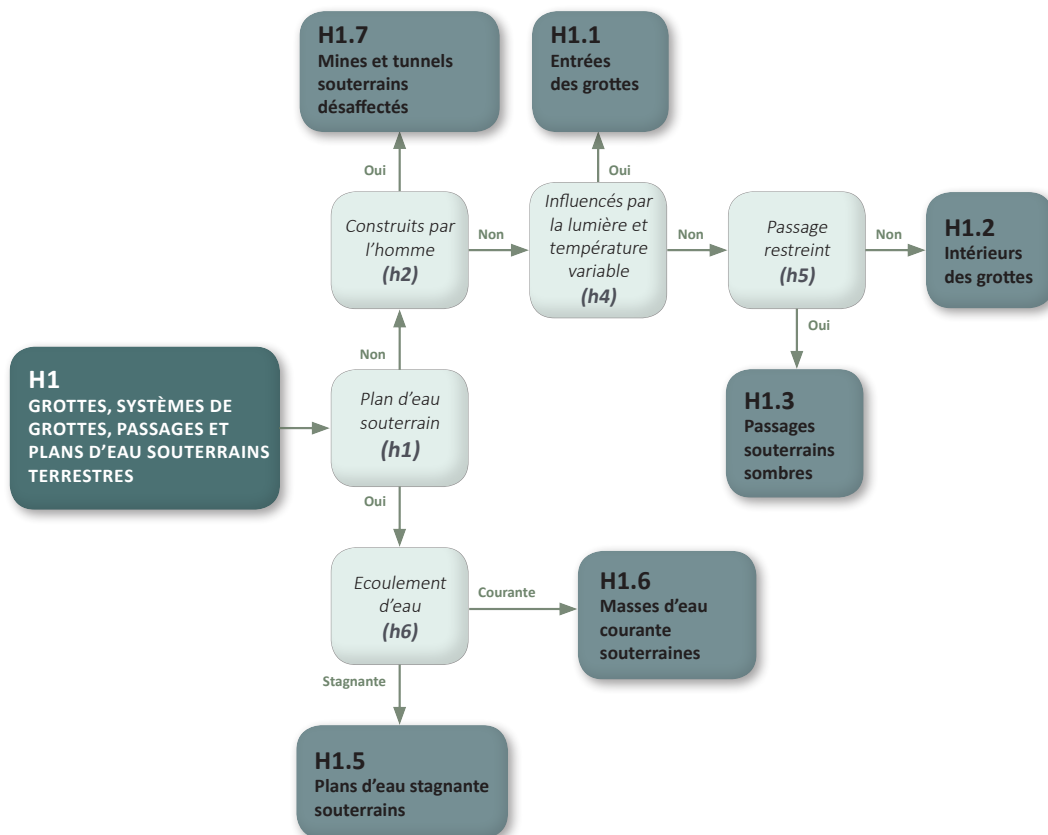 H1.7
Mines et tunnels
souterrains
désaffectés
H1.1
Entrées
des grottes
Oui
Oui
Construits par
l'homme
(h2)
Non
Influencés par
la lumière et
température
variable
(h4)
Non
Passage
restreint
(h5)
Non
H1.2
Intérieurs
des grottes
Non
Oui
H1
GROTTES, SYSTÈMES DE
GROTTES, PASSAGES ET
PLANS D'EAU SOUTERRAINS
TERRESTRES
Plan d'eau
souterrain
(h1)
H1.3
Passages
souterrains
sombres
Oui
Ecoulement
d'eau
(h6)
Courante
H1.6
Masses d'eau
courante
souterraines
Stagnante
H1.5
Plans d'eau stagnante
souterrains